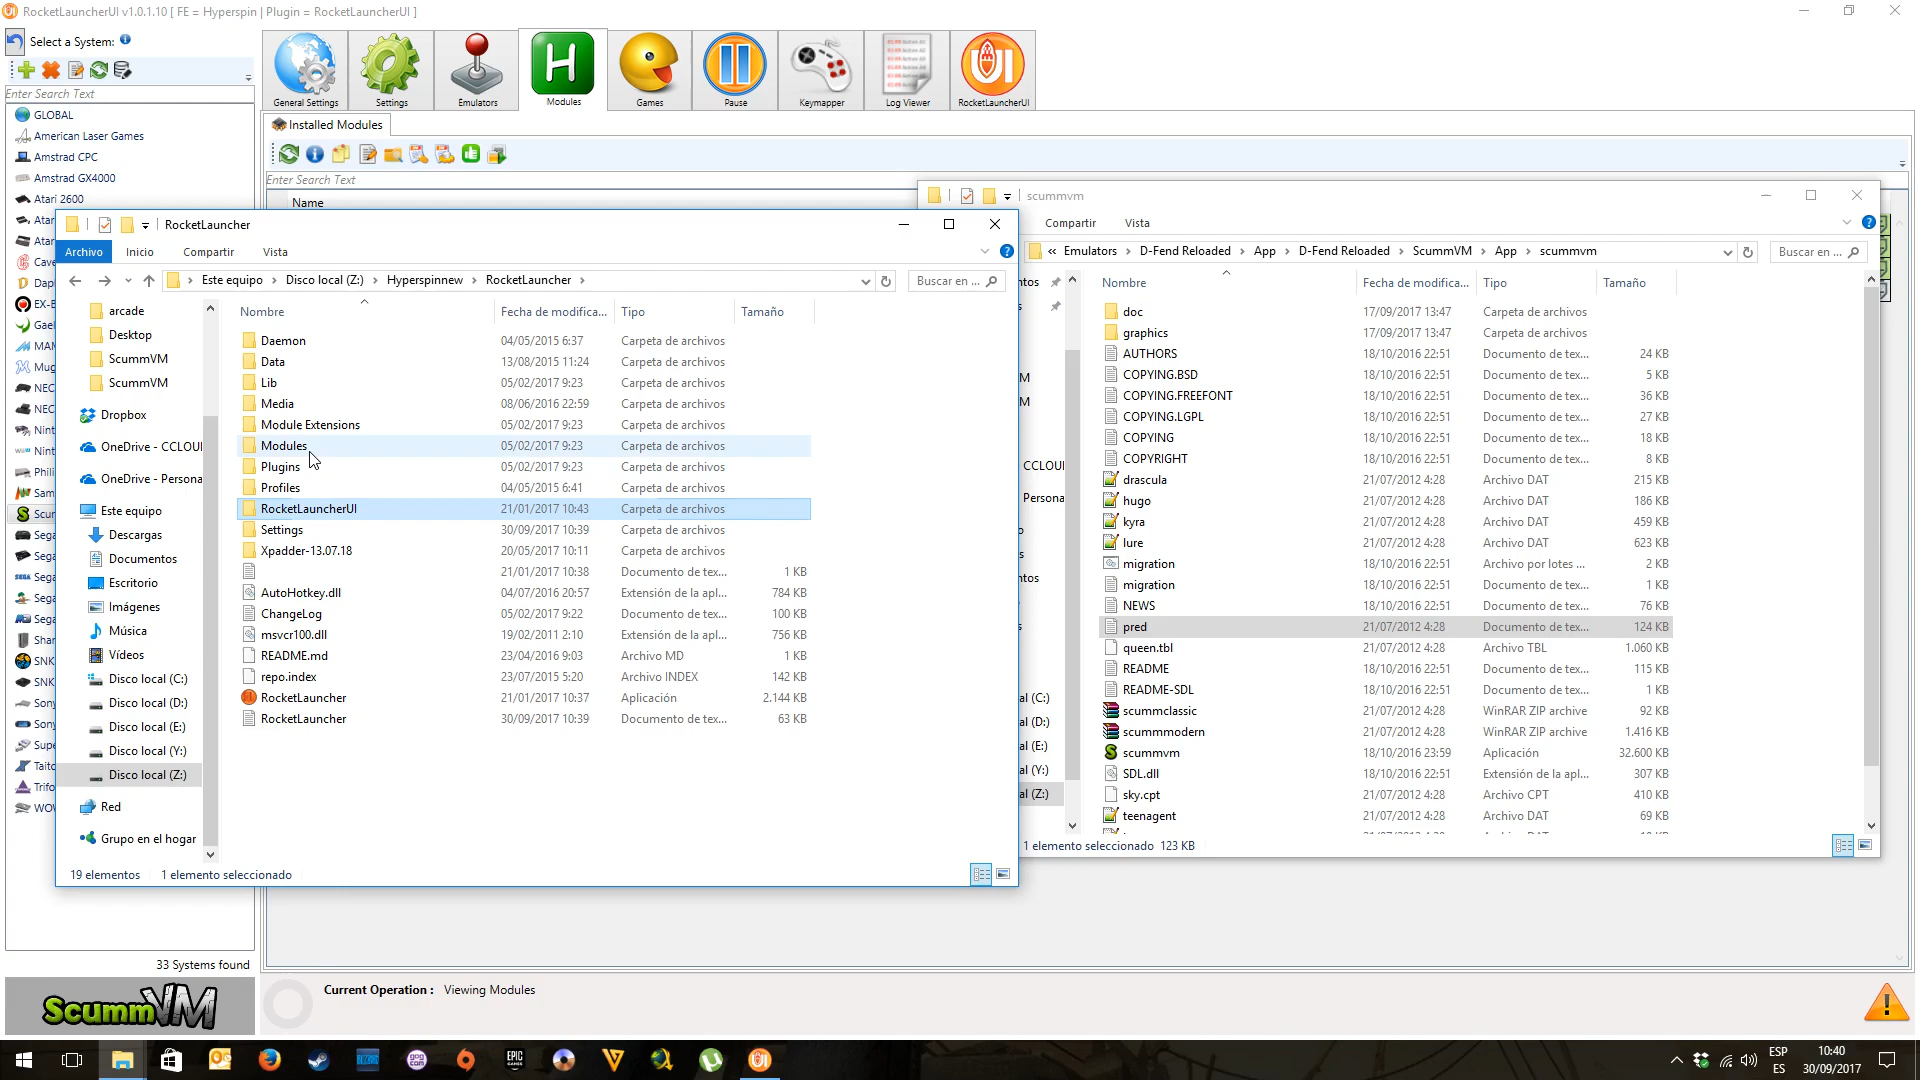 RocketLauncherUI v1.0.1.10 [ FE = Hyperspin | Plugin = RocketLauncherUI ]
Select a System:
Enter Search Text
GLOBAL
American Laser Games
Amstrad CPC
Amstrad GX4000
Atari 2600
33 Systems found
ScummVM
General Settings
Settings
Emulators
Modules
Games
Pause
Keymapper
Log Viewer
RocketLauncherUI
Installed Modules
Enter Search Text
Name
RocketLauncher
Archivo Inicio Compartir Vista
Este equipo Disco local (Z:) Hyperspinnew RocketLauncher
Buscar en ...
arcade
Desktop
ScummVM
ScummVM
Dropbox
OneDrive - CCLOU
OneDrive - Persona
Este equipo
Descargas
Documentos
Escritorio
Imágenes
Música
Vídeos
Disco local (C:)
Disco local (D:)
Disco local (E:)
Disco local (Y:)
Disco local (Z:)
Red
Grupo en el hogar
Nombre Fecha de modifica... Tipo Tamaño
Daemon 04/05/2015 6:37 Carpeta de archivos
Data 13/08/2015 11:24 Carpeta de archivos
Lib 05/02/2017 9:23 Carpeta de archivos
Media 08/06/2016 22:59 Carpeta de archivos
Module Extensions 05/02/2017 9:23 Carpeta de archivos
Modules 05/02/2017 9:23 Carpeta de archivos
Plugins 05/02/2017 9:23 Carpeta de archivos
Profiles 04/05/2015 6:41 Carpeta de archivos
RocketLauncherUI 21/01/2017 10:43 Carpeta de archivos
Settings 30/09/2017 10:39 Carpeta de archivos
Xpadder-13.07.18 20/05/2017 10:11 Carpeta de archivos
21/01/2017 10:38 Documento de tex... 1 KB
AutoHotkey.dll 04/07/2016 20:57 Extensión de la apl... 784 KB
ChangeLog 05/02/2017 9:22 Documento de tex... 100 KB
msvcr100.dll 19/02/2011 2:10 Extensión de la apl... 756 KB
README.md 23/04/2016 9:03 Archivo MD 1 KB
repo.index 23/07/2015 5:20 Archivo INDEX 142 KB
RocketLauncher 21/01/2017 10:37 Aplicación 2.144 KB
RocketLauncher 30/09/2017 10:39 Documento de tex... 63 KB
19 elementos 1 elemento seleccionado
scummvm
Compartir Vista
« Emulators D-Fend Reloaded App D-Fend Reloaded ScummVM App scummvm
Buscar en ...
Nombre Fecha de modifica... Tipo Tamaño
doc 17/09/2017 13:47 Carpeta de archivos
graphics 17/09/2017 13:47 Carpeta de archivos
AUTHORS 18/10/2016 22:51 Documento de tex... 24 KB
COPYING.BSD 18/10/2016 22:51 Documento de tex... 5 KB
COPYING.FREEFONT 18/10/2016 22:51 Documento de tex... 36 KB
COPYING.LGPL 18/10/2016 22:51 Documento de tex... 27 KB
COPYING 18/10/2016 22:51 Documento de tex... 18 KB
COPYRIGHT 18/10/2016 22:51 Documento de tex... 8 KB
drascula 21/07/2012 4:28 Archivo DAT 215 KB
hugo 21/07/2012 4:28 Archivo DAT 186 KB
kyra 21/07/2012 4:28 Archivo DAT 459 KB
lure 21/07/2012 4:28 Archivo DAT 623 KB
migration 18/10/2016 22:51 Archivo por lotes ... 2 KB
migration 18/10/2016 22:51 Documento de tex... 1 KB
NEWS 18/10/2016 22:51 Documento de tex... 76 KB
pred 21/07/2012 4:28 Documento de tex... 124 KB
queen.tbl 21/07/2012 4:28 Archivo TBL 1.060 KB
README 18/10/2016 22:51 Documento de tex... 115 KB
README-SDL 18/10/2016 22:51 Documento de tex... 1 KB
scummclassic 21/07/2012 4:28 WinRAR ZIP archive 92 KB
scummmodern 21/07/2012 4:28 WinRAR ZIP archive 1.416 KB
scummvm 18/10/2016 23:59 Aplicación 32.600 KB
SDL.dll 18/10/2016 22:51 Extensión de la apl... 307 KB
sky.cpt 21/07/2012 4:28 Archivo CPT 410 KB
teenagent 21/07/2012 4:28 Archivo DAT 69 KB
1 elemento seleccionado 123 KB
Current Operation : Viewing Modules
ESP
ES
10:40
30/09/2017